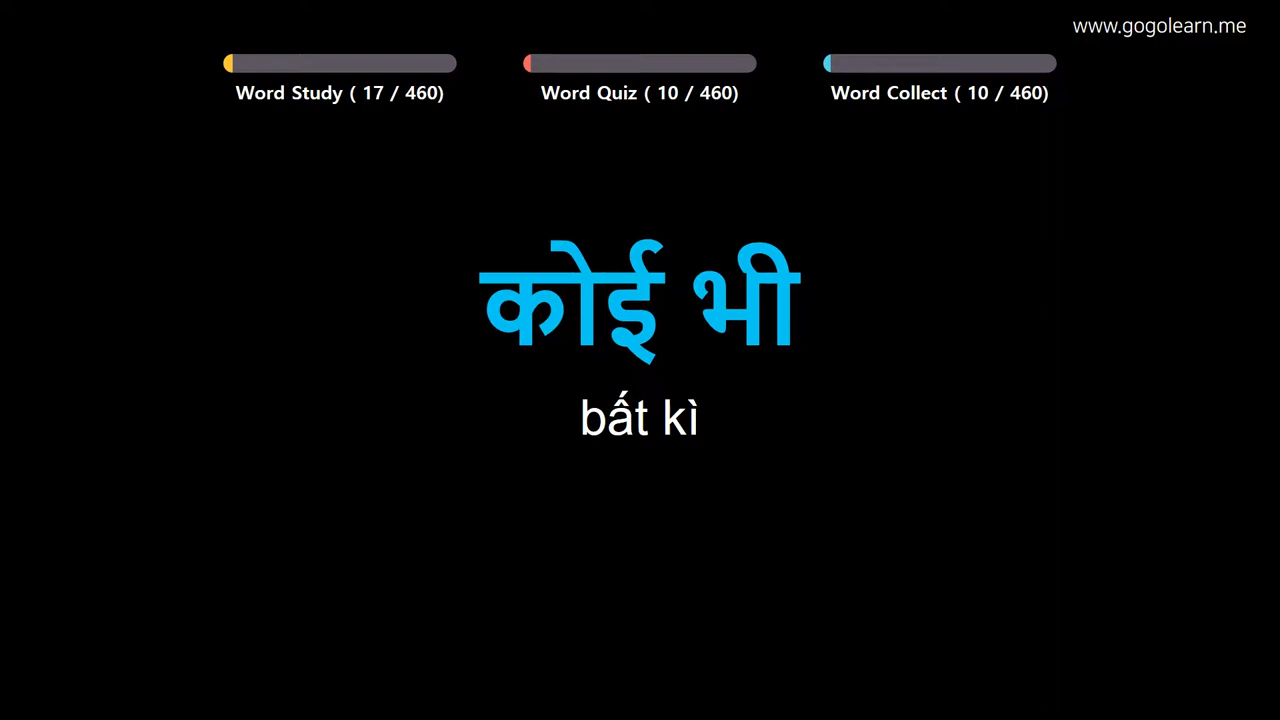 www.gogolearn.me
Word Study ( 17 / 460)
Word Quiz ( 10 / 460)
Word Collect ( 10 / 460)
कोई भी
bất kì